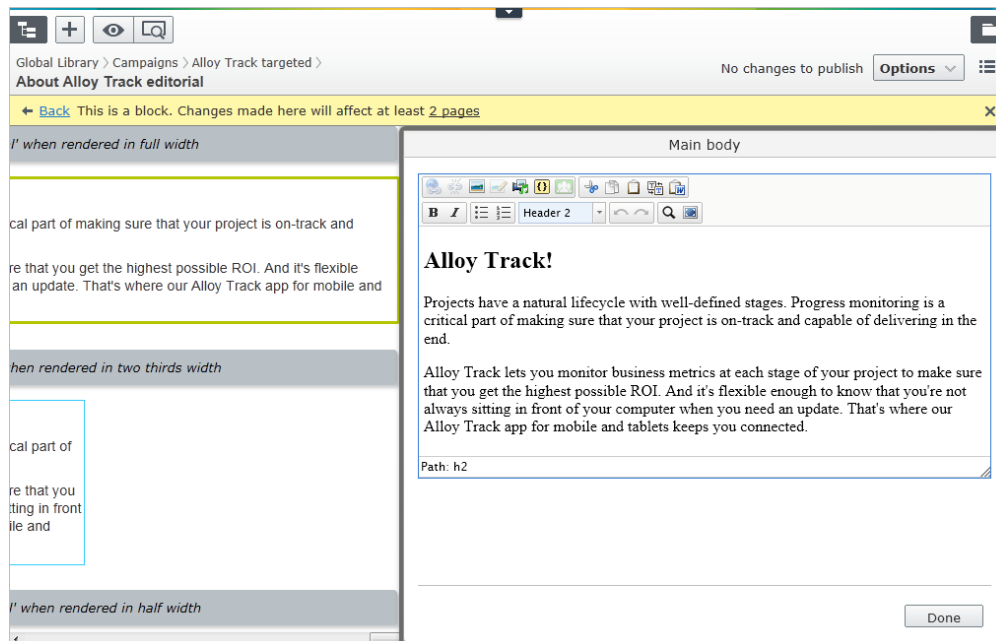 Global Library > Campaigns > Alloy Track targeted >
About Alloy Track editorial
No changes to publish
Options
Back This is a block. Changes made here will affect at least 2 pages
l' when rendered in full width
cal part of making sure that your project is on-track and
re that you get the highest possible ROI. And it's flexible
an update. That's where our Alloy Track app for mobile and
hen rendered in two thirds width
cal part of
re that you
tting in front
ile and
l' when rendered in half width
Main body
B I Header 2
Alloy Track!
Projects have a natural lifecycle with well-defined stages. Progress monitoring is a
critical part of making sure that your project is on-track and capable of delivering in the
end.
Alloy Track lets you monitor business metrics at each stage of your project to make sure
that you get the highest possible ROI. And it's flexible enough to know that you're not
always sitting in front of your computer when you need an update. That's where our
Alloy Track app for mobile and tablets keeps you connected.
Path: h2
Done